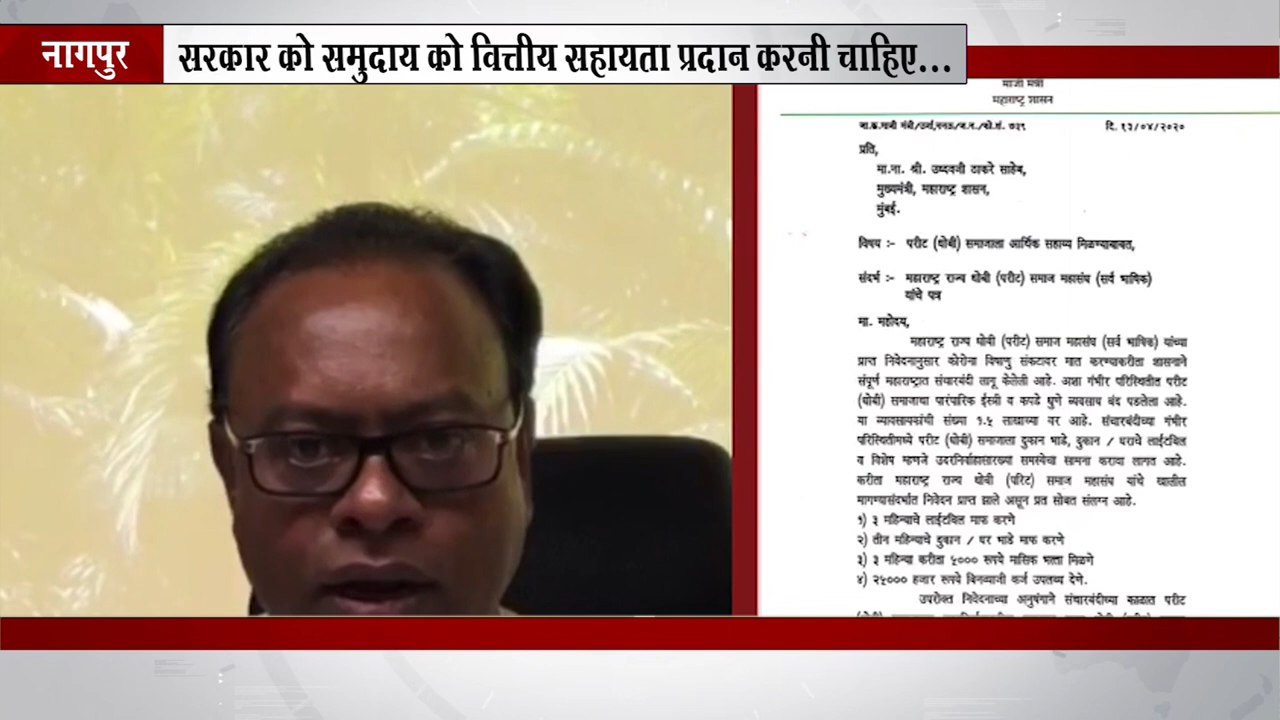 नागपुर
सरकार को समुदाय को वित्तीय सहायता प्रदान करनी चाहिए...
माजी मंत्री
महाराष्ट्र शासन
जा.क्र.माजी मंत्री/उर्जा,ननउ/ज.न./को.सं. ७३९ दि. १३/०४/२०२०
प्रति,
मा.ना. श्री. उध्दवजी ठाकरे साहेब,
मुख्यमंत्री, महाराष्ट्र शासन,
मुंबई.
विषय :- परीट (धोबी) समाजाला आर्थिक सहाय्य मिळण्याबाबत,
संदर्भ :- महाराष्ट्र राज्य धोबी (परीट) समाज महासंघ (सर्व भाषिक)
यांचे पत्र
मा. महोदय,
महाराष्ट्र राज्य धोबी (परीट) समाज महासंघ (सर्व भाषिक) यांच्या
प्राप्त निवेदनानुसार कोरोना विषाणु संकटावर मात करण्याकरीता शासनाने
संपूर्ण महाराष्ट्रात संचारबंदी लागू केलेली आहे. अशा गंभीर परिस्थितीत परीट
(धोबी) समाजाचा पारंपारिक ईस्त्री व कपडे धुणे व्यवसाय बंद पडलेला आहे.
या व्यावसायकांची संख्या १.५ लाखाच्या वर आहे. संचारबंदीच्या गंभीर
परिस्थितीमध्ये परीट (धोबी) समाजाला दुकान भाडे, दुकान / घराचे लाईटबिल
व विशेष म्हणजे उदरनिर्वाहासारख्या समस्येचा सामना करावा लागत आहे.
करीता महाराष्ट्र राज्य धोबी (परिट) समाज महासंघ यांचे खालील
मागण्यासंदर्भात निवेदन प्राप्त झाले असून प्रत सोबत संलग्न आहे.
१) ३ महिन्याचे लाईटबिल माफ करणे
२) तीन महिन्याचे दुकान / घर भाडे माफ करणे
३) ३ महिन्या करीता ५००० रूपये मासिक भत्ता मिळणे
४) २५००० हजार रूपये बिनव्याजी कर्ज उपलब्ध देणे.
उपरोक्त निवेदनाच्या अनुषंगाने संचारबंदीच्या काळात परीट